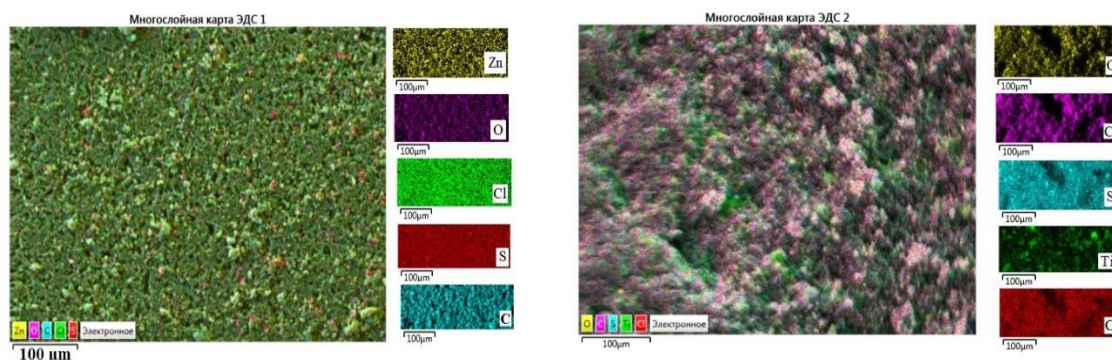 Многослойная карта ЭДС 1
Zn
100µm
O
100µm
Cl
100µm
S
100µm
C
100µm
Zn O C Cl S Электронное
100 µm
Многослойная карта ЭДС 2
O
100µm
C
100µm
S
100µm
Ti
100µm
100µm
O C S Ti Cl Электронное
100µm